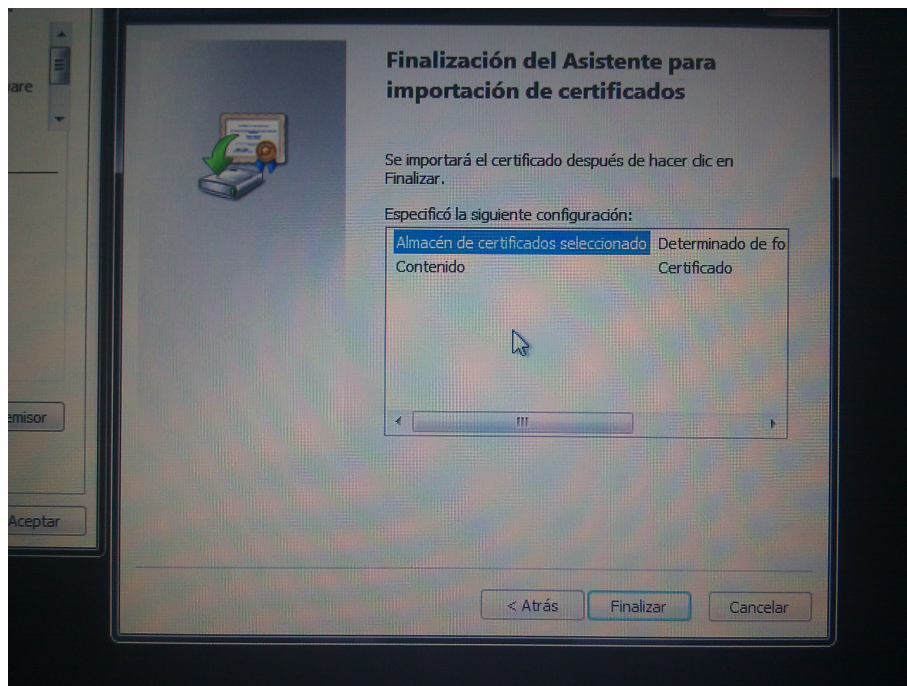 Finalización del Asistente para
importación de certificados
Se importará el certificado después de hacer clic en
Finalizar.
Especificó la siguiente configuración:
Almacén de certificados seleccionado Determinado de fo
Contenido Certificado
are
emisor
Aceptar
< Atrás Finalizar Cancelar